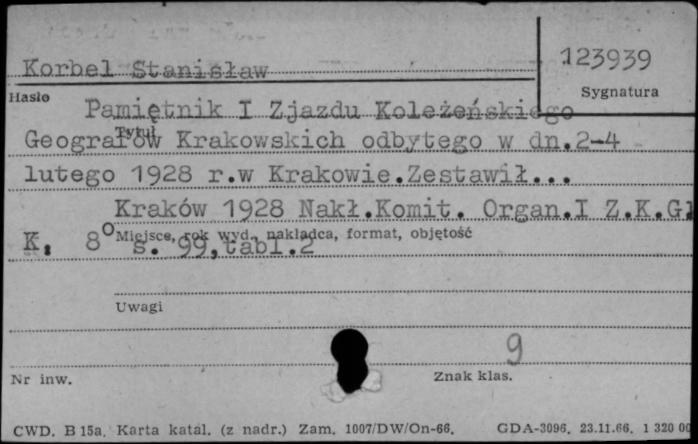 Korbel Stanisław
123939
Hasło
Sygnatura
Pamiętnik I Zjazdu Koleżeńskiego
Tytuł
Geografów Krakowskich odbytego w dn.2-4
lutego 1928 r.w Krakowie.Zestawił...
Kraków 1928 Nakł.Komit. Organ.I Z.K.G.
K. 8° s. 99,tabl.2
Miejsce, rok wyd., nakładca, format, objętość
Uwagi
9
Nr inw.
Znak klas.
CWD. B 15a. Karta katal. (z nadr.) Zam. 1007/DW/On-66. GDA-3096. 23.11.66. 1 320 00